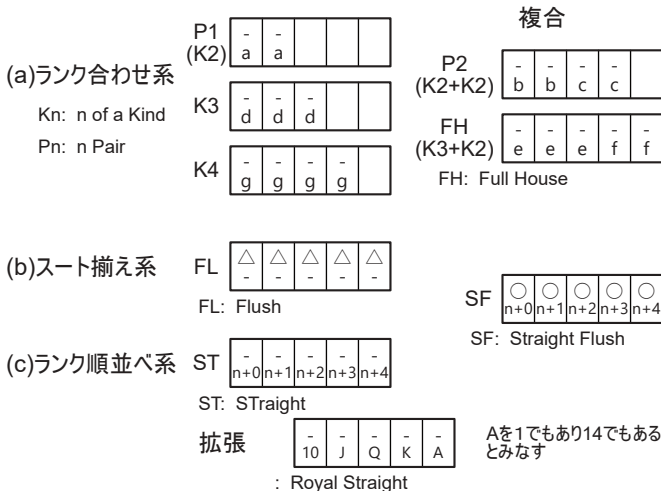 複合
P1
(K2)
- -
a a
P2
(K2+K2)
- - - -
b b c c
(a)ランク合わせ系
Kn: n of a Kind
Pn: n Pair
K3
- - -
d d d
FH
(K3+K2)
- - - - -
e e e f f
FH: Full House
K4
- - - -
g g g g
(b)スート揃え系
FL
△ △ △ △ △
- - - - -
FL: Flush
SF
○ ○ ○ ○ ○
n+0 n+1 n+2 n+3 n+4
SF: Straight Flush
(c)ランク順並べ系
ST
- - - - -
n+0 n+1 n+2 n+3 n+4
ST: STraight
拡張
- - - - -
10 J Q K A
: Royal Straight
Aを1でもあり14でもある
とみなす